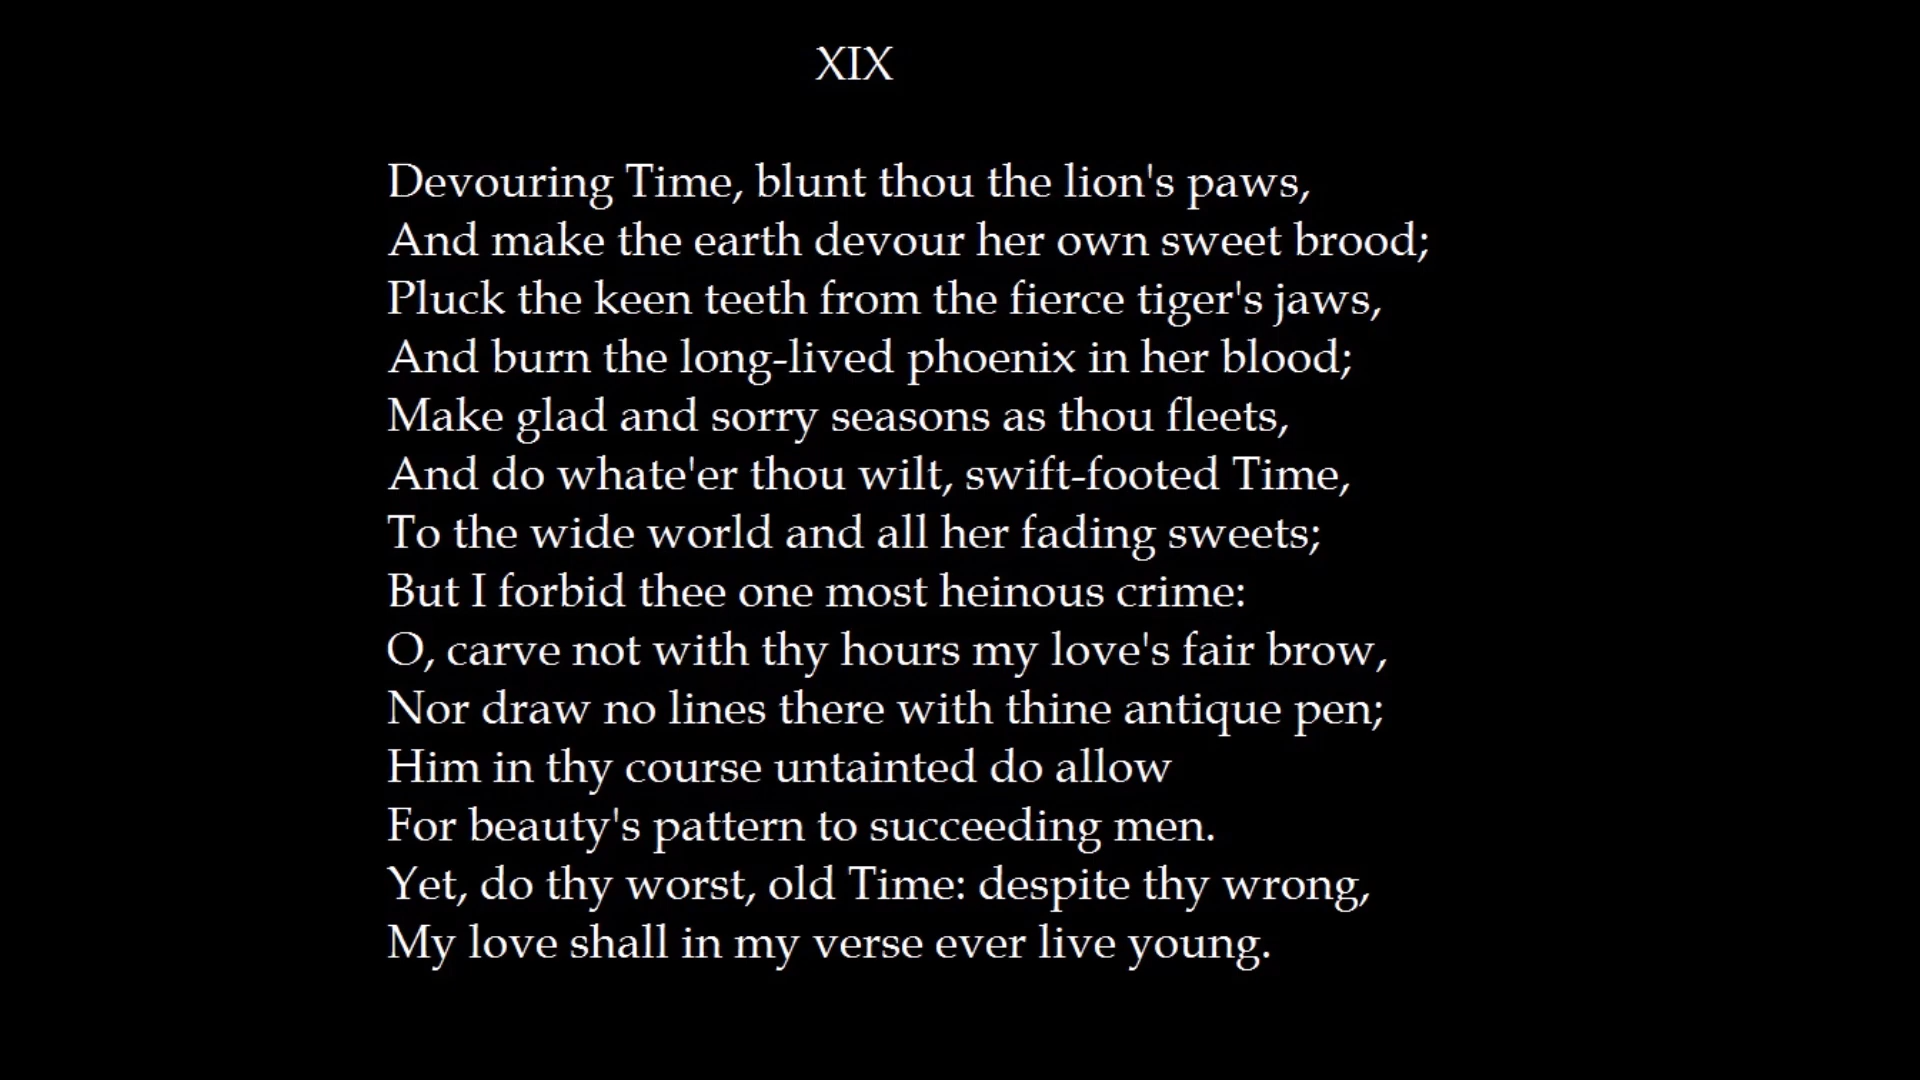 XIX
Devouring Time, blunt thou the lion's paws,
And make the earth devour her own sweet brood;
Pluck the keen teeth from the fierce tiger's jaws,
And burn the long-lived phoenix in her blood;
Make glad and sorry seasons as thou fleets,
And do whate'er thou wilt, swift-footed Time,
To the wide world and all her fading sweets;
But I forbid thee one most heinous crime:
O, carve not with thy hours my love's fair brow,
Nor draw no lines there with thine antique pen;
Him in thy course untainted do allow
For beauty's pattern to succeeding men.
Yet, do thy worst, old Time: despite thy wrong,
My love shall in my verse ever live young.